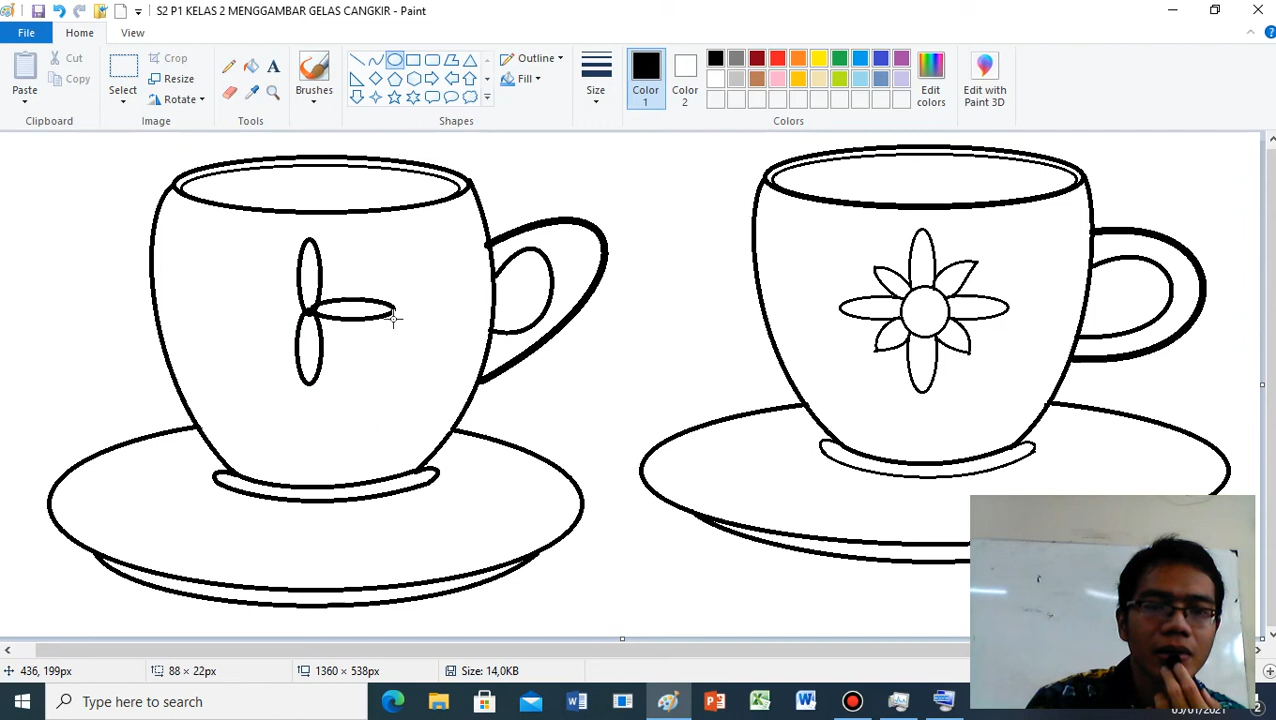 S2 P1 KELAS 2 MENGGAMBAR GELAS CANGKIR - Paint
File
Home
View
Paste
Cut
Copy
Clipboard
Select
Crop
Resize
Rotate
Image
A
Tools
Brushes
Outline
Fill
Shapes
Size
Color 1
Color 2
Edit colors
Edit with Paint 3D
Colors
436, 199px
88 × 22px
1360 × 538px
Size: 14,0KB
Type here to search
2